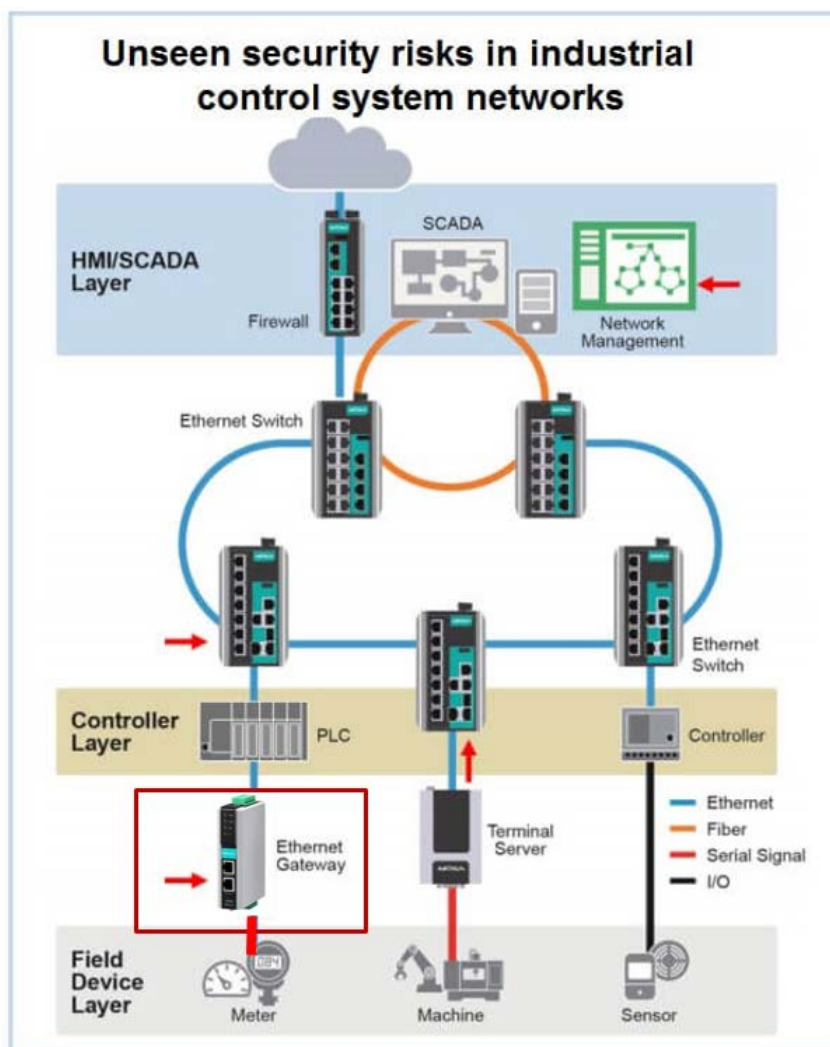 Unseen security risks in industrial
control system networks
SCADA
HMI/SCADA
Layer
Firewall
Network
Management
Ethernet Switch
Ethernet
Switch
Controller
Layer
PLC
Controller
Ethernet
Gateway
Terminal
Server
MOXA
Ethernet
Fiber
Serial Signal
I/O
Field
Device
Layer
Meter
Machine
Sensor